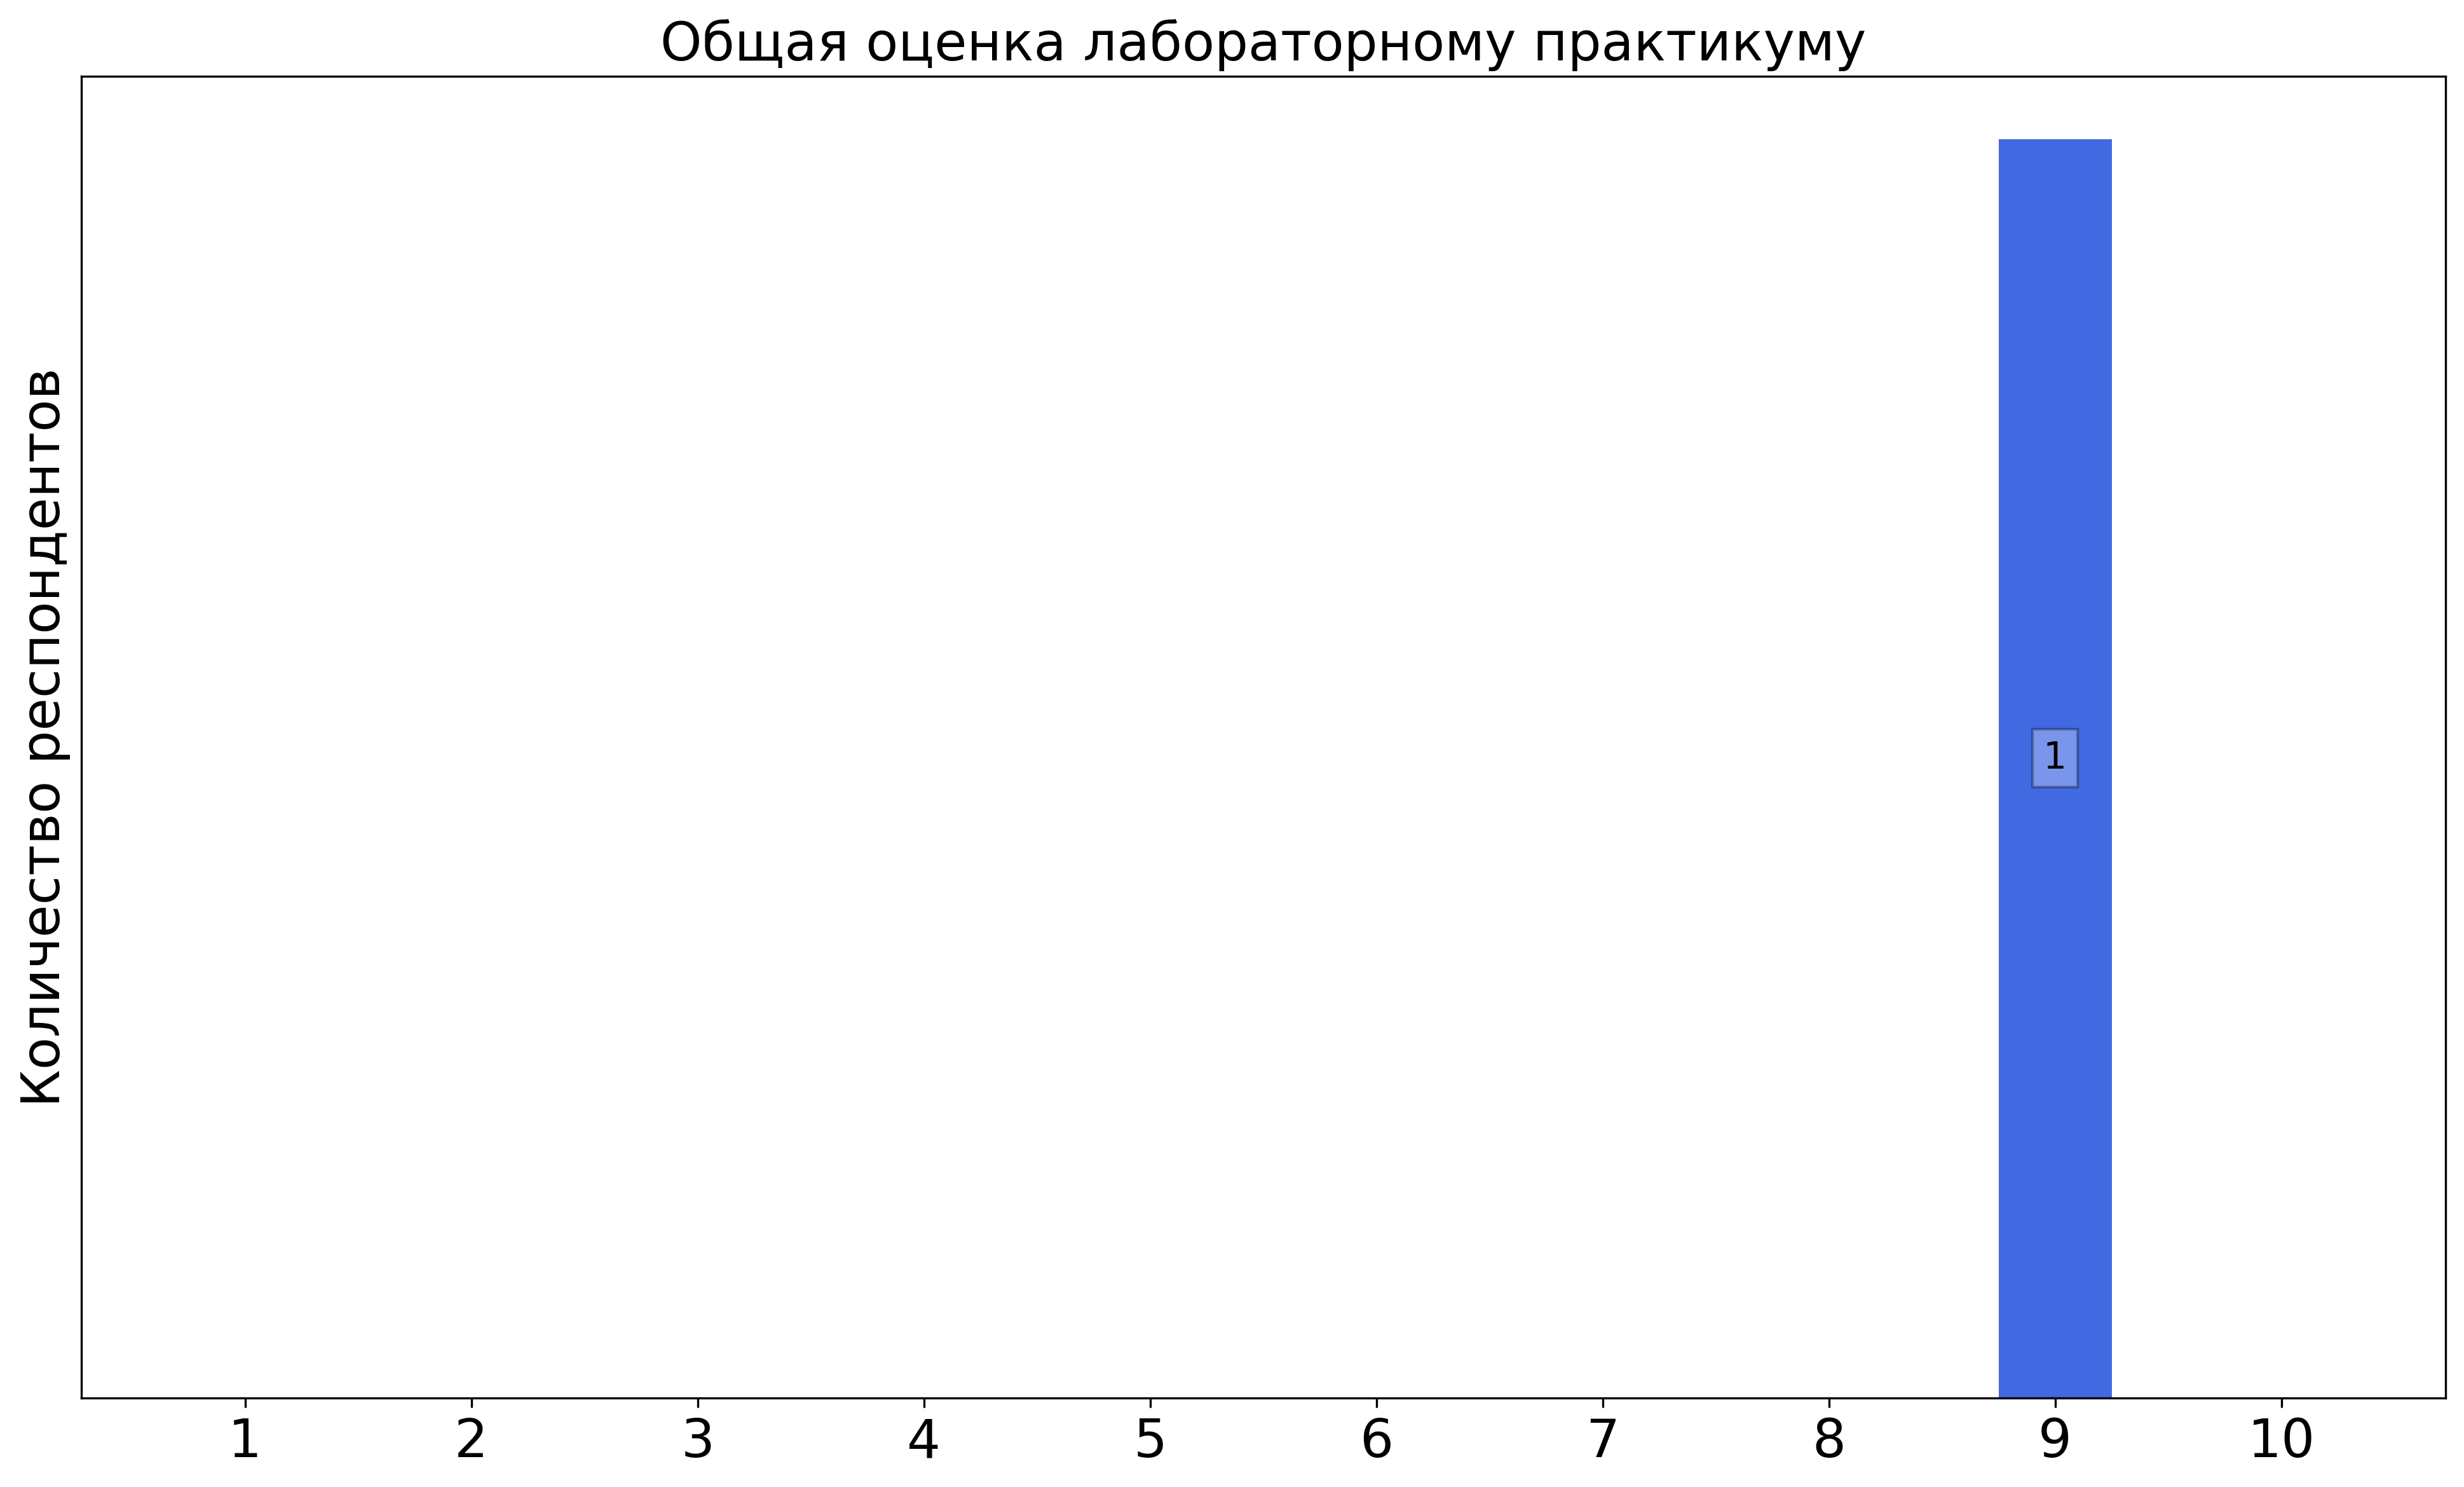 Общая оценка лабораторному практикуму
Количество респондентов
1
1 2 3 4 5 6 7 8 9 10